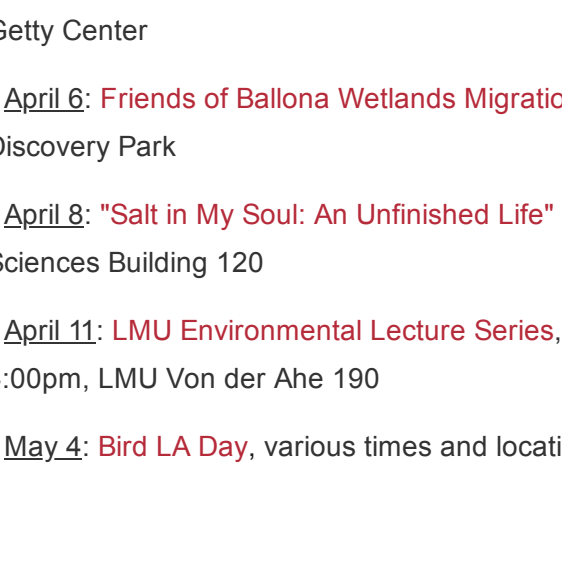 Getty Center
April 6: Friends of Ballona Wetlands Migratio
Discovery Park
April 8: "Salt in My Soul: An Unfinished Life"
Sciences Building 120
April 11: LMU Environmental Lecture Series,
:00pm, LMU Von der Ahe 190
May 4: Bird LA Day, various times and locati